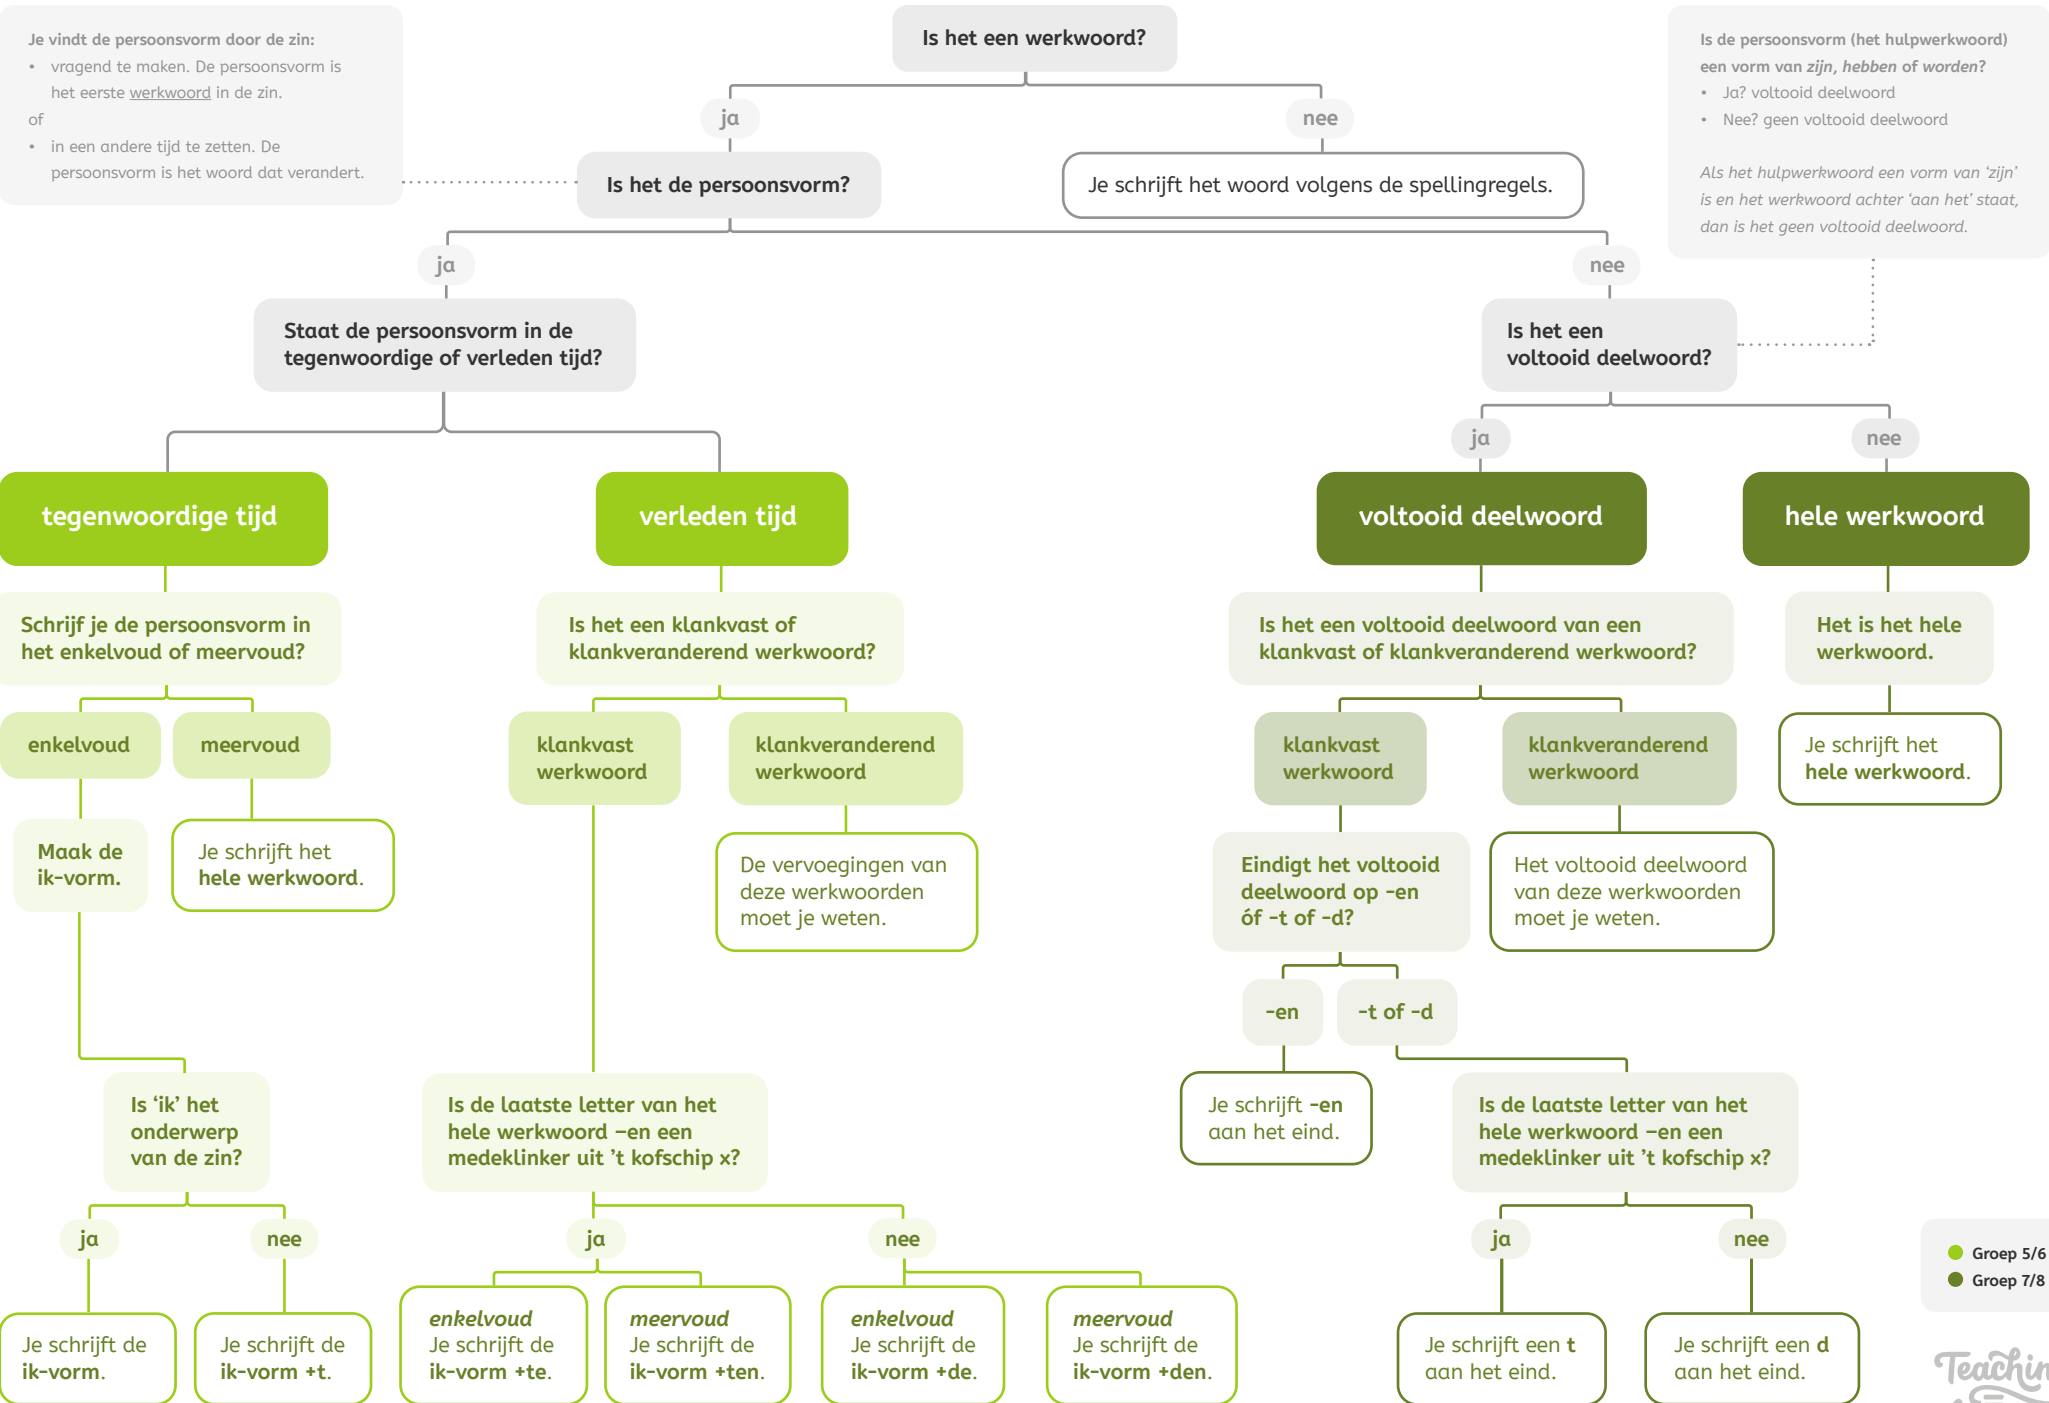 Je vindt de persoonsvorm door de zin:
• vragend te maken. De persoonsvorm is
het eerste werkwoord in de zin.
of
• in een andere tijd te zetten. De
persoonsvorm is het woord dat verandert.
Is het een werkwoord?
Is de persoonsvorm (het hulpwerkwoord)
een vorm van zijn, hebben of worden?
• Ja? voltooid deelwoord
• Nee? geen voltooid deelwoord
Als het hulpwerkwoord een vorm van ‘zijn’
is en het werkwoord achter ‘aan het’ staat,
dan is het geen voltooid deelwoord.
ja
nee
Is het de persoonsvorm?
Je schrijft het woord volgens de spellingregels.
ja
nee
Staat de persoonsvorm in de
tegenwoordige of verleden tijd?
Is het een
voltooid deelwoord?
ja
nee
tegenwoordige tijd
verleden tijd
voltooid deelwoord
hele werkwoord
Schrijf je de persoonsvorm in
het enkelvoud of meervoud?
Is het een klankvast of
klankveranderend werkwoord?
Is het een voltooid deelwoord van een
klankvast of klankveranderend werkwoord?
Het is het hele
werkwoord.
enkelvoud
meervoud
klankvast
werkwoord
klankveranderend
werkwoord
klankvast
werkwoord
klankveranderend
werkwoord
Je schrijft het
hele werkwoord.
Maak de
ik-vorm.
Je schrijft het
hele werkwoord.
De vervoegingen van
deze werkwoorden
moet je weten.
Eindigt het voltooid
deelwoord op -en
óf -t of -d?
Het voltooid deelwoord
van deze werkwoorden
moet je weten.
-en
-t of -d
Is ‘ik’ het
onderwerp
van de zin?
Is de laatste letter van het
hele werkwoord –en een
medeklinker uit ’t kofschip x?
Je schrijft -en
aan het eind.
Is de laatste letter van het
hele werkwoord –en een
medeklinker uit ’t kofschip x?
ja
nee
ja
nee
ja
nee
Groep 5/6
Groep 7/8
Je schrijft de
ik-vorm.
Je schrijft de
ik-vorm +t.
enkelvoud
Je schrijft de
ik-vorm +te.
meervoud
Je schrijft de
ik-vorm +ten.
enkelvoud
Je schrijft de
ik-vorm +de.
meervoud
Je schrijft de
ik-vorm +den.
Je schrijft een t
aan het eind.
Je schrijft een d
aan het eind.